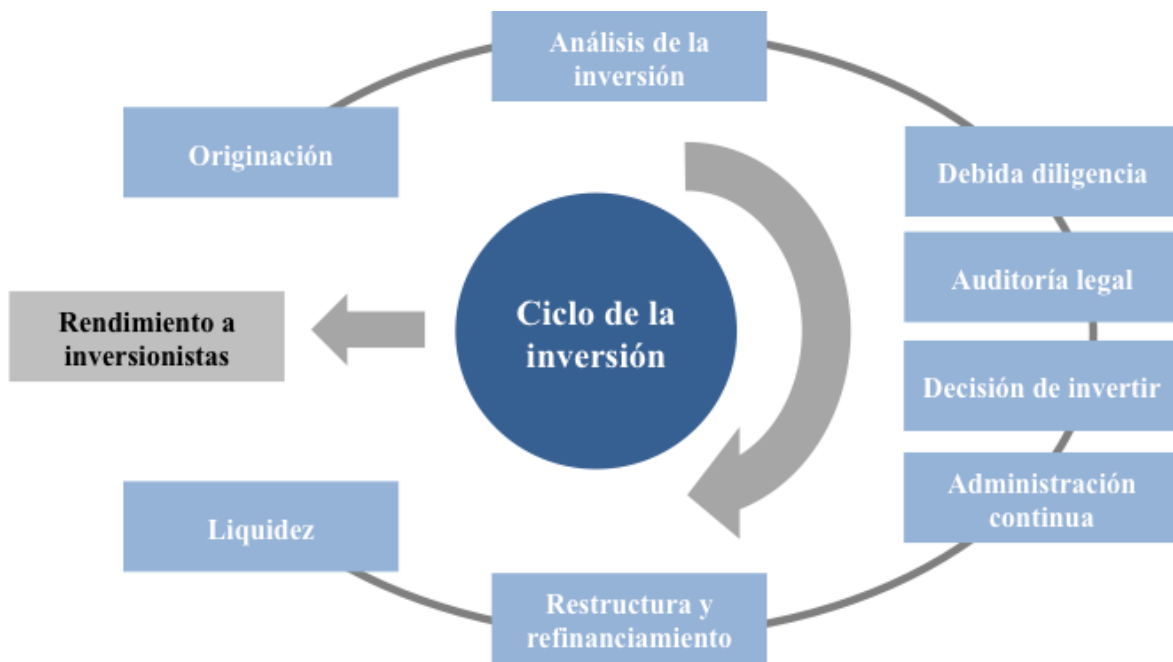 Análisis de la
inversión
Originación
Debida diligencia
Auditoría legal
Ciclo de la
inversión
Rendimiento a
inversionistas
Decisión de invertir
Administración
continua
Liquidez
Restructura y
refinanciamiento